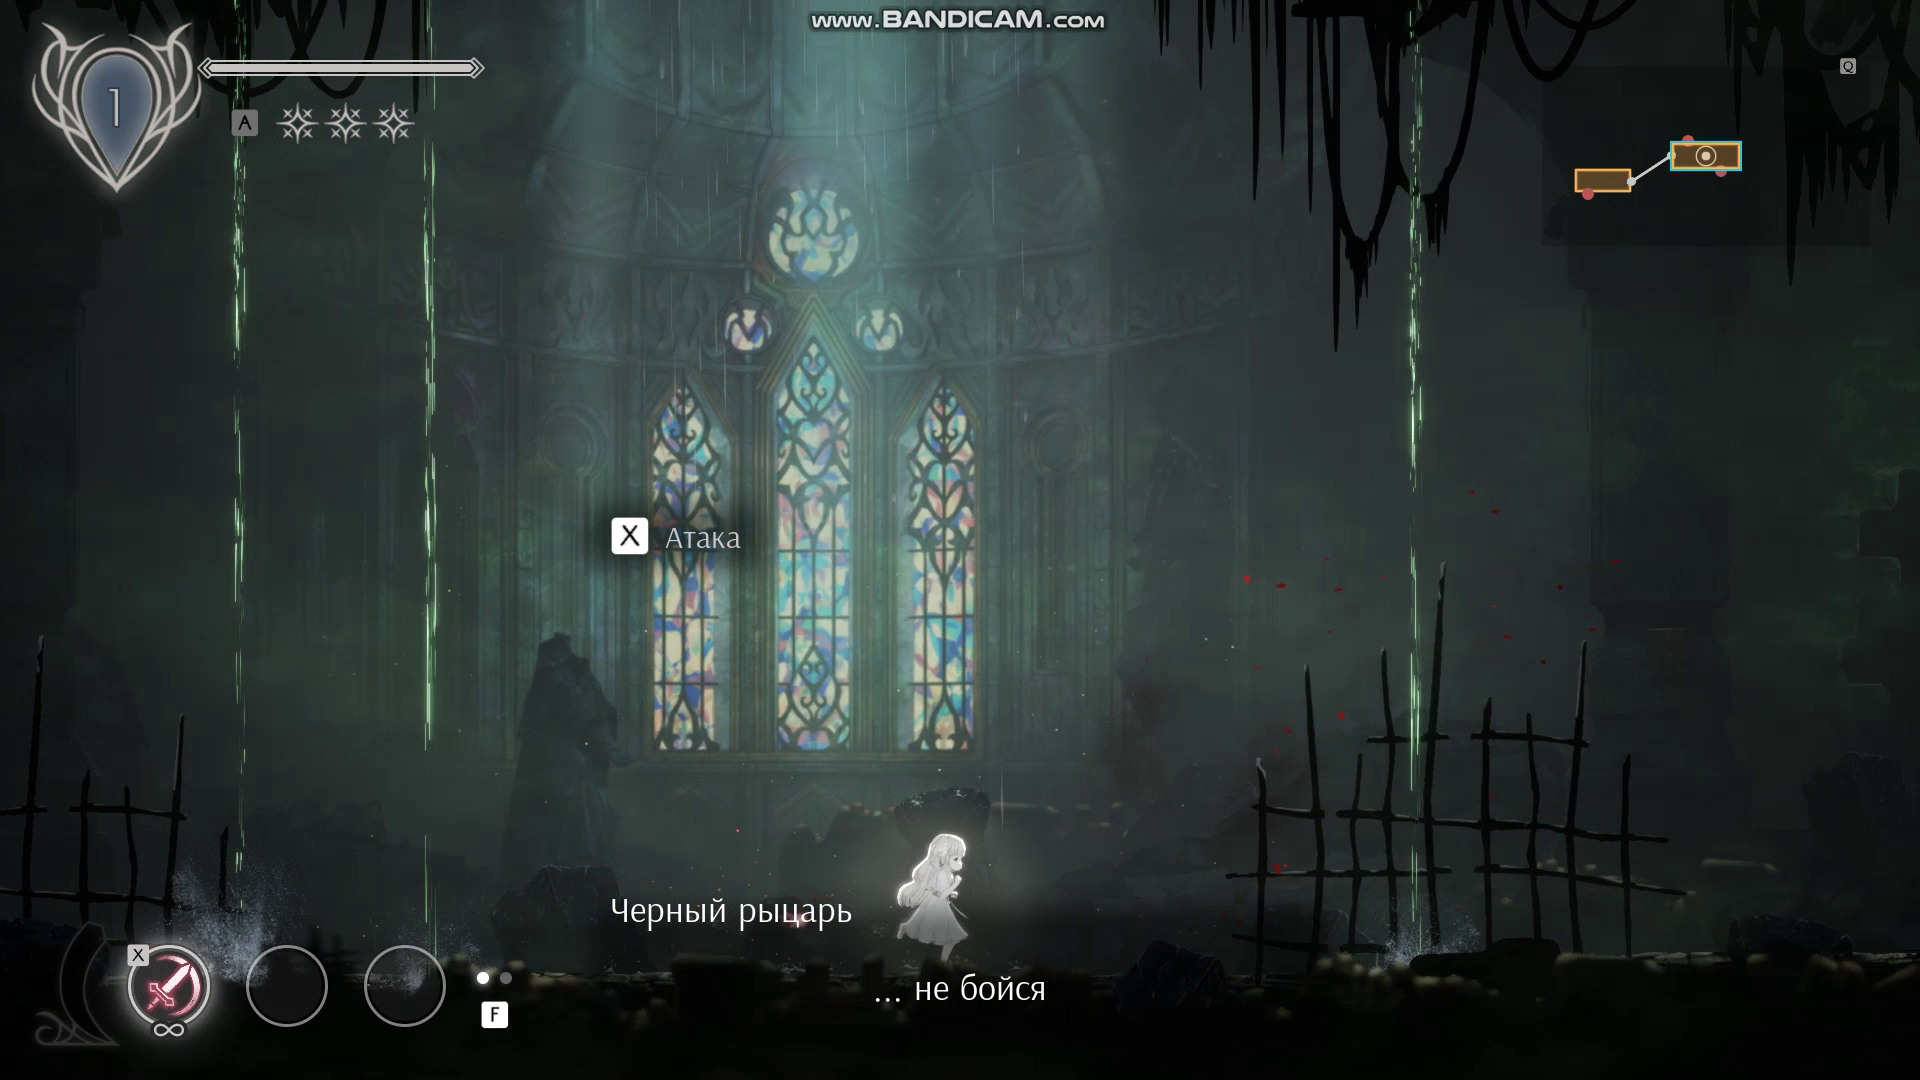 www.BANDICAM.com
1
Q
A
X Атака
Черный рыцарь
... не бойся
X
F